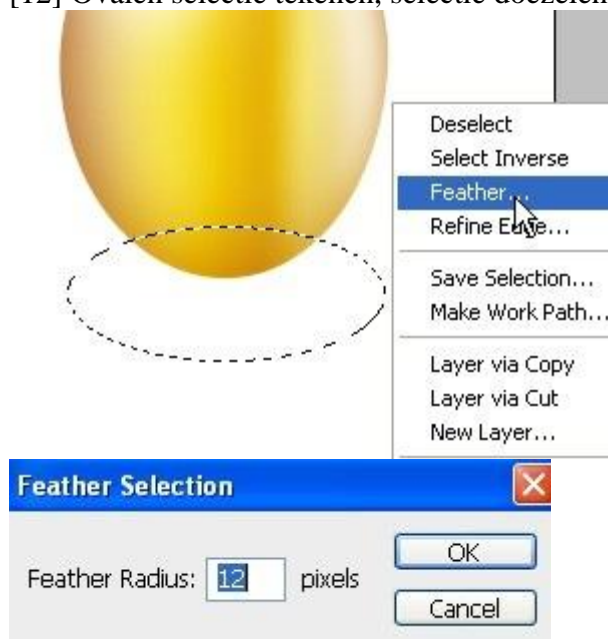 [12] Ovalen selectie tekenen, selectie doezelen
Deselect
Select Inverse
Feather...
Refine Edge...
Save Selection...
Make Work Path...
Layer via Copy
Layer via Cut
New Layer...
Feather Selection
Feather Radius: 12 pixels
OK
Cancel